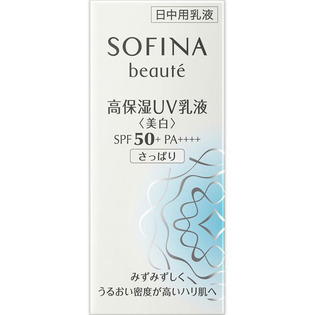 日中用乳液
SOFINA
beauté
高保湿UV乳液
〈美白〉
SPF50+ PA++++
さっぱり
みずみずしく
うるおい密度が高いハリ肌へ